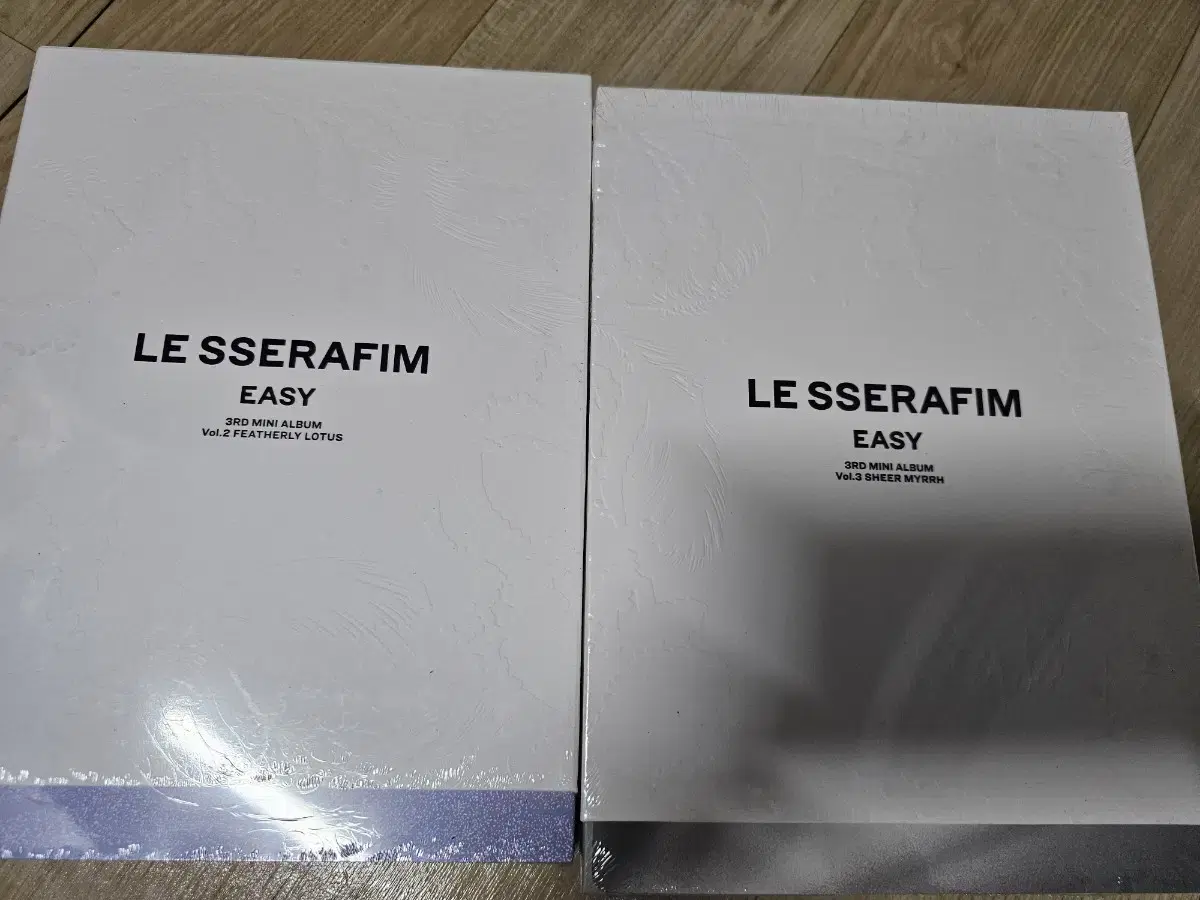 LE SSERAFIM
EASY
3RD MINI ALBUM
Vol.2 FEATHERLY LOTUS
LE SSERAFIM
EASY
3RD MINI ALBUM
Vol.3 SHEER MYRRH